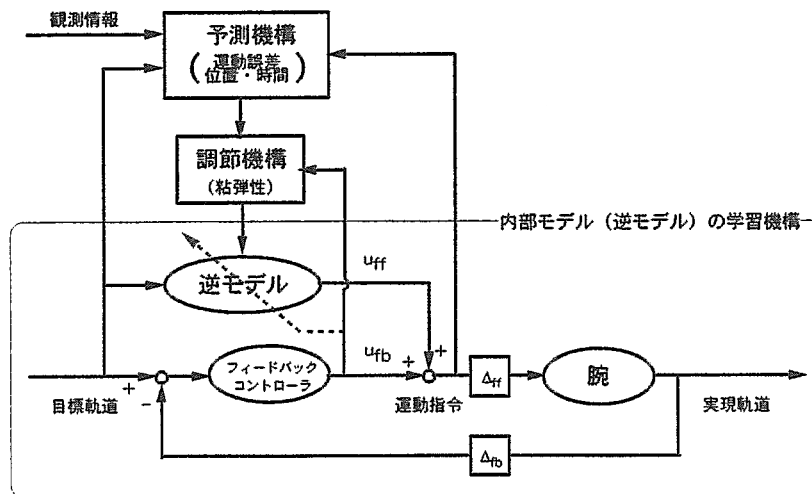 観測情報
予測機構
運動誤差
(位置・時間)
調節機構
(粘弾性)
内部モデル（逆モデル）の学習機構
逆モデル
uff
ufb
フィードバック
コントローラ
+
-
+
+
目標軌道
運動指令
Δff
腕
実現軌道
Δfb